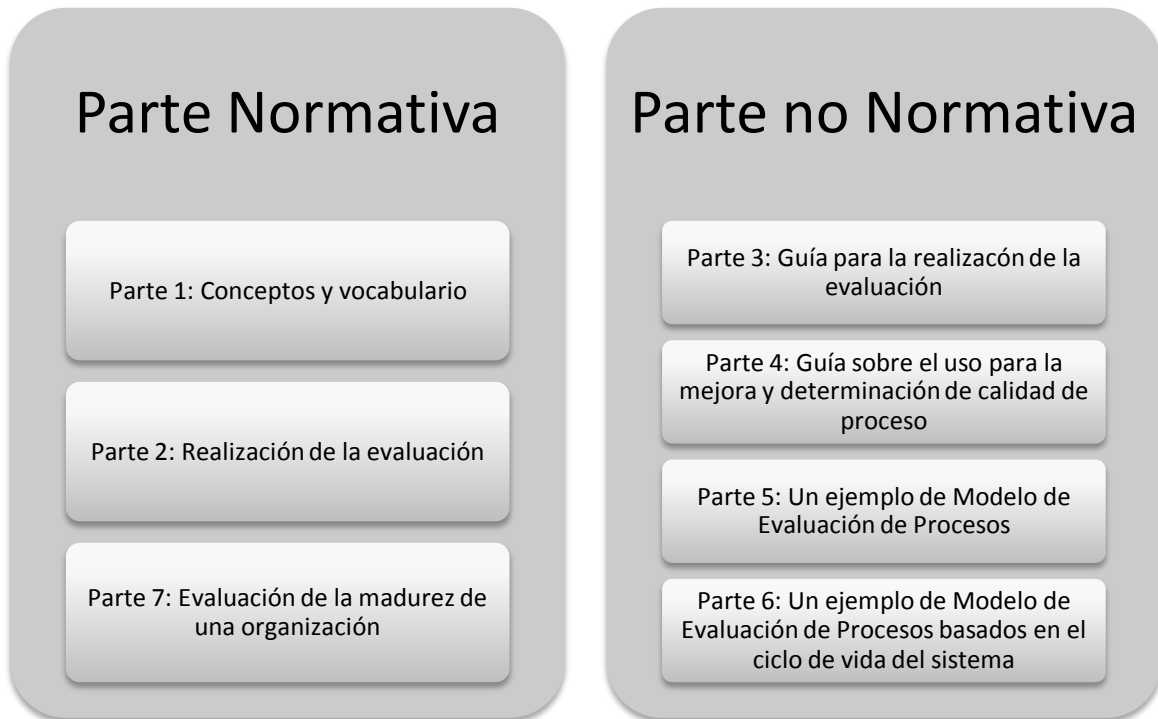 Parte Normativa
Parte 1: Conceptos y vocabulario
Parte 2: Realización de la evaluación
Parte 7: Evaluación de la madurez de
una organización
Parte no Normativa
Parte 3: Guía para la realizacón de la
evaluación
Parte 4: Guía sobre el uso para la
mejora y determinación de calidad de
proceso
Parte 5: Un ejemplo de Modelo de
Evaluación de Procesos
Parte 6: Un ejemplo de Modelo de
Evaluación de Procesos basados en el
ciclo de vida del sistema